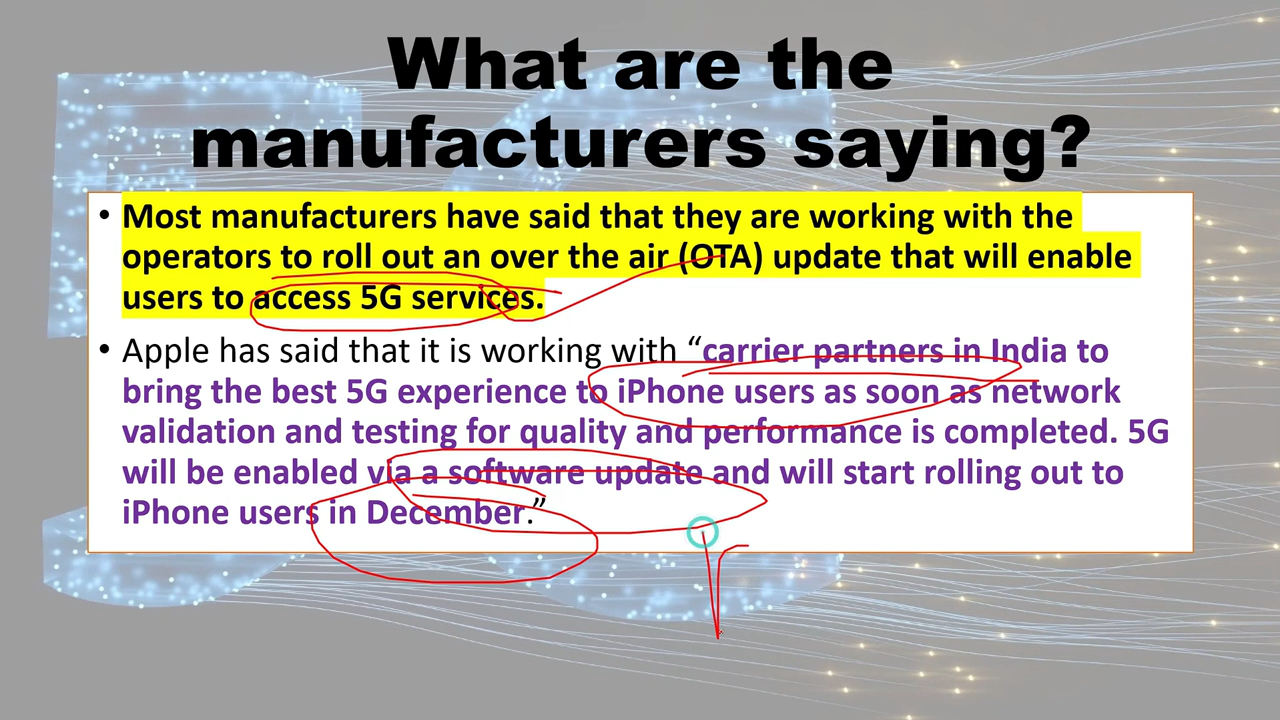 What are the
manufacturers saying?
• Most manufacturers have said that they are working with the
operators to roll out an over the air (OTA) update that will enable
users to access 5G services.
• Apple has said that it is working with “carrier partners in India to
bring the best 5G experience to iPhone users as soon as network
validation and testing for quality and performance is completed. 5G
will be enabled via a software update and will start rolling out to
iPhone users in December.”